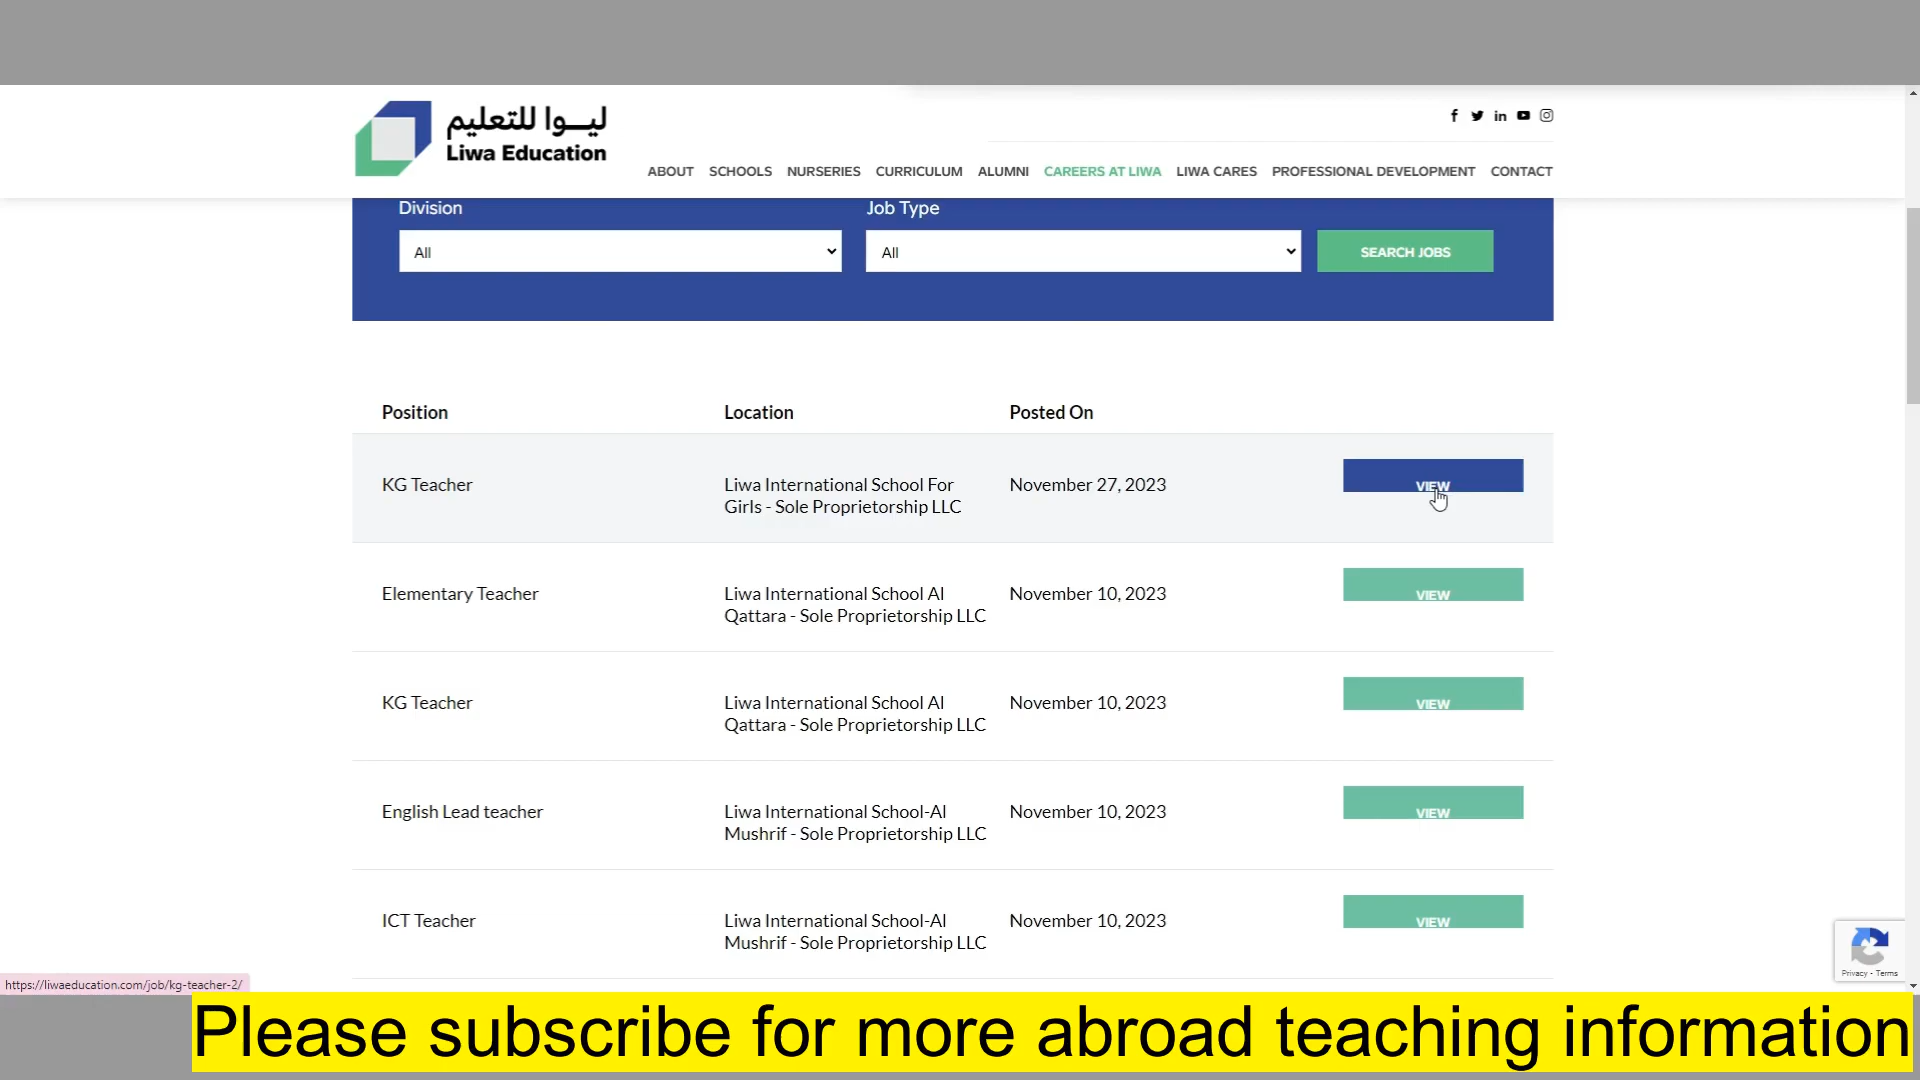 ليـوا للتعليم
Liwa Education
ABOUT SCHOOLS NURSERIES CURRICULUM ALUMNI CAREERS AT LIWA LIWA CARES PROFESSIONAL DEVELOPMENT CONTACT
Division Job Type
All All SEARCH JOBS
Position Location Posted On
KG Teacher Liwa International School For November 27, 2023 VIEW
Girls - Sole Proprietorship LLC
Elementary Teacher Liwa International School Al November 10, 2023 VIEW
Qattara - Sole Proprietorship LLC
KG Teacher Liwa International School Al November 10, 2023 VIEW
Qattara - Sole Proprietorship LLC
English Lead teacher Liwa International School-Al November 10, 2023 VIEW
Mushrif - Sole Proprietorship LLC
ICT Teacher Liwa International School-Al November 10, 2023 VIEW
Mushrif - Sole Proprietorship LLC
Privacy - Terms
https://liwaeducation.com/job/kg-teacher-2/
Please subscribe for more abroad teaching information